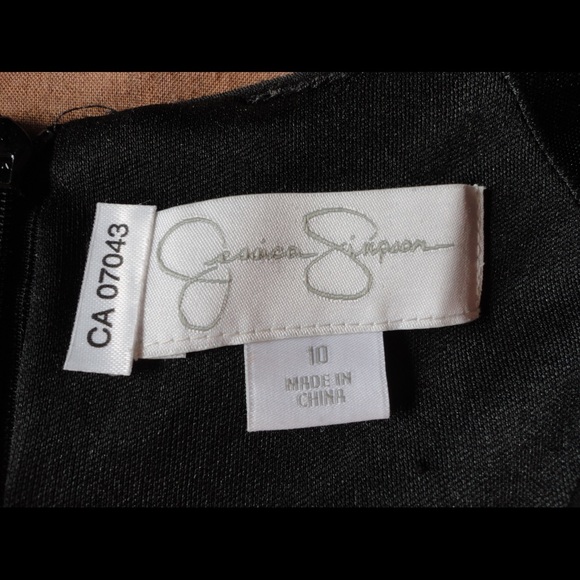 CA 07043
Jessica Simpson
10
MADE IN
CHINA